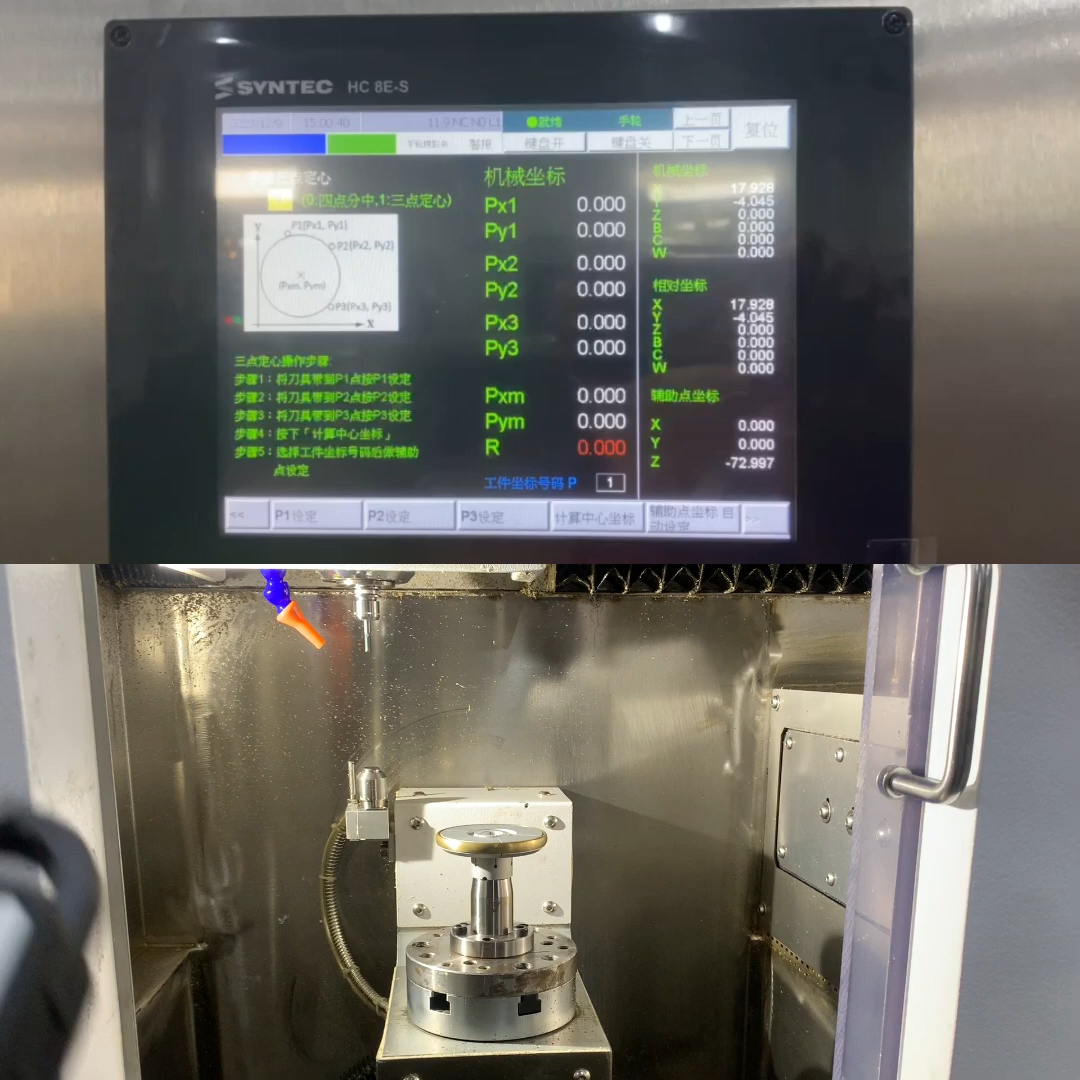 SYNTEC HC 8E-S
15:00:40 就绪 手轮 上一页 复位
警报 键盘开 键盘关 下一页
点定心
(0:四点分中,1:三点定心)
Y
P1(Px1, Py1)
P2(Px2, Py2)
(Pxm, Pym)
P3(Px3, Py3)
X
三点定心操作步骤:
步骤1:将刀具带到P1点按P1设定
步骤2:将刀具带到P2点按P2设定
步骤3:将刀具带到P3点按P3设定
步骤4:按下「计算中心坐标」
步骤5:选择工件坐标号码后做辅助
点设定
机械坐标
Px1 0.000
Py1 0.000
Px2 0.000
Py2 0.000
Px3 0.000
Py3 0.000
Pxm 0.000
Pym 0.000
R 0.000
工件坐标号码 P 1
机械坐标
X 17.928
Y -4.045
Z 0.000
B 0.000
C 0.000
W 0.000
相对坐标
X 17.928
Y -4.045
Z 0.000
B 0.000
C 0.000
W 0.000
辅助点坐标
X 0.000
Y 0.000
Z -72.997
<< P1设定 P2设定 P3设定 计算中心坐标 辅助点坐标 自动设定 >>